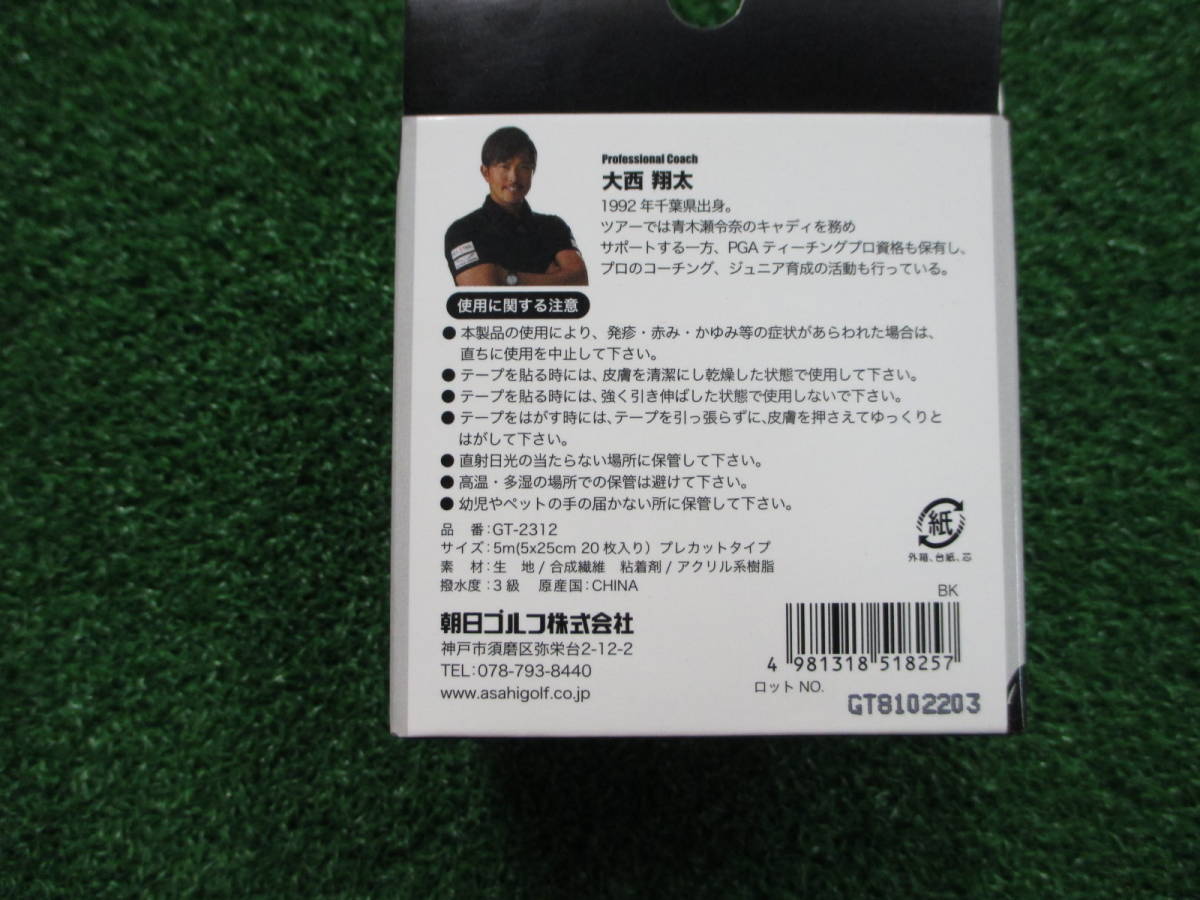 Professional Coach
大西 翔太
1992 年千葉県出身。
ツアーでは青木瀬令奈のキャディを務め
サポートする一方、PGA ティーチングプロ資格も保有し、
プロのコーチング、ジュニア育成の活動も行っている。
使用に関する注意
● 本製品の使用により、発疹・赤み・かゆみ等の症状があらわれた場合は、
直ちに使用を中止して下さい。
● テープを貼る時には、皮膚を清潔にし乾燥した状態で使用して下さい。
● テープを貼る時には、強く引き伸ばした状態で使用しないで下さい。
● テープをはがす時には、テープを引っ張らずに、皮膚を押さえてゆっくりと
はがして下さい。
● 直射日光の当たらない場所に保管して下さい。
● 高温・多湿の場所での保管は避けて下さい。
● 幼児やペットの手の届かない所に保管して下さい。
品 番:GT-2312
サイズ:5m(5x25cm 20 枚入り) プレカットタイプ
素 材:生 地 / 合成繊維 粘着剤 / アクリル系樹脂
撥水度:3 級 原産国:CHINA
紙
外箱、台紙、芯
朝日ゴルフ株式会社
神戸市須磨区弥栄台2-12-2
TEL:078-793-8440
www.asahigolf.co.jp
BK
4 981318 518257
ロット NO.
GT8102203